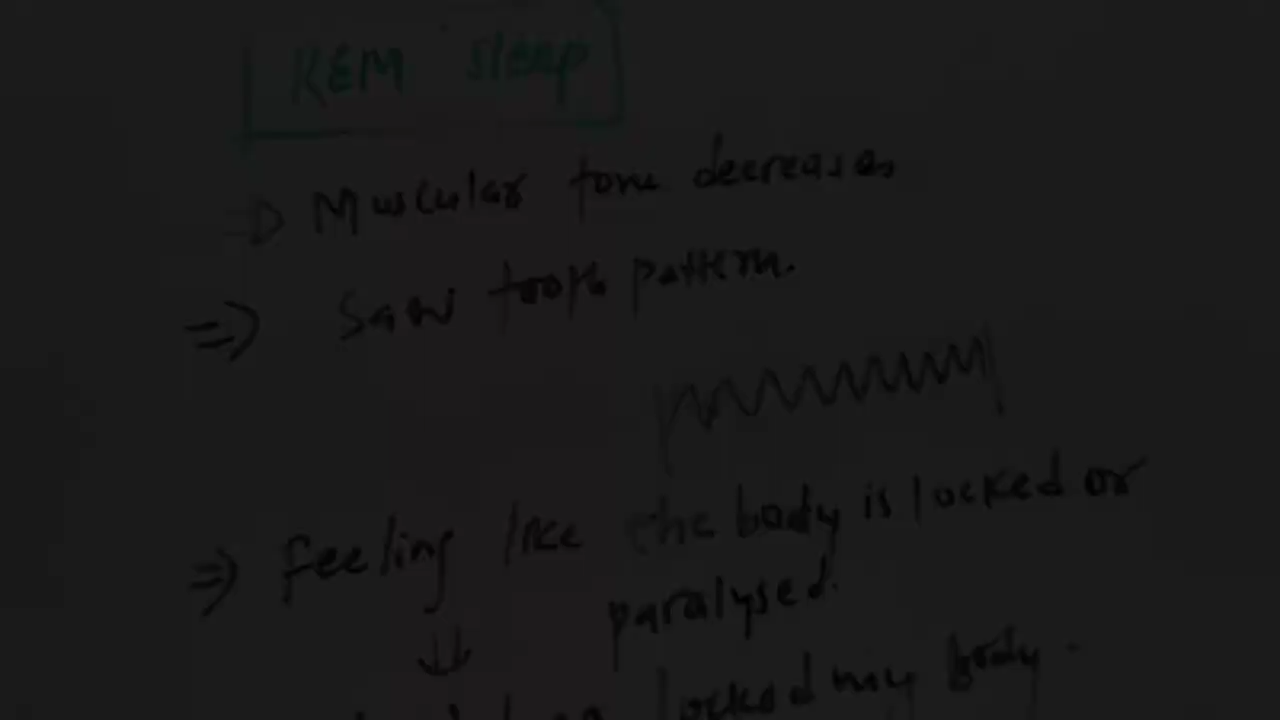 REM sleep
⇒ Muscular tone decreases
⇒ Saw tooth pattern.
⇒ feeling like the body is locked or
paralysed.
⇓
locked my body.